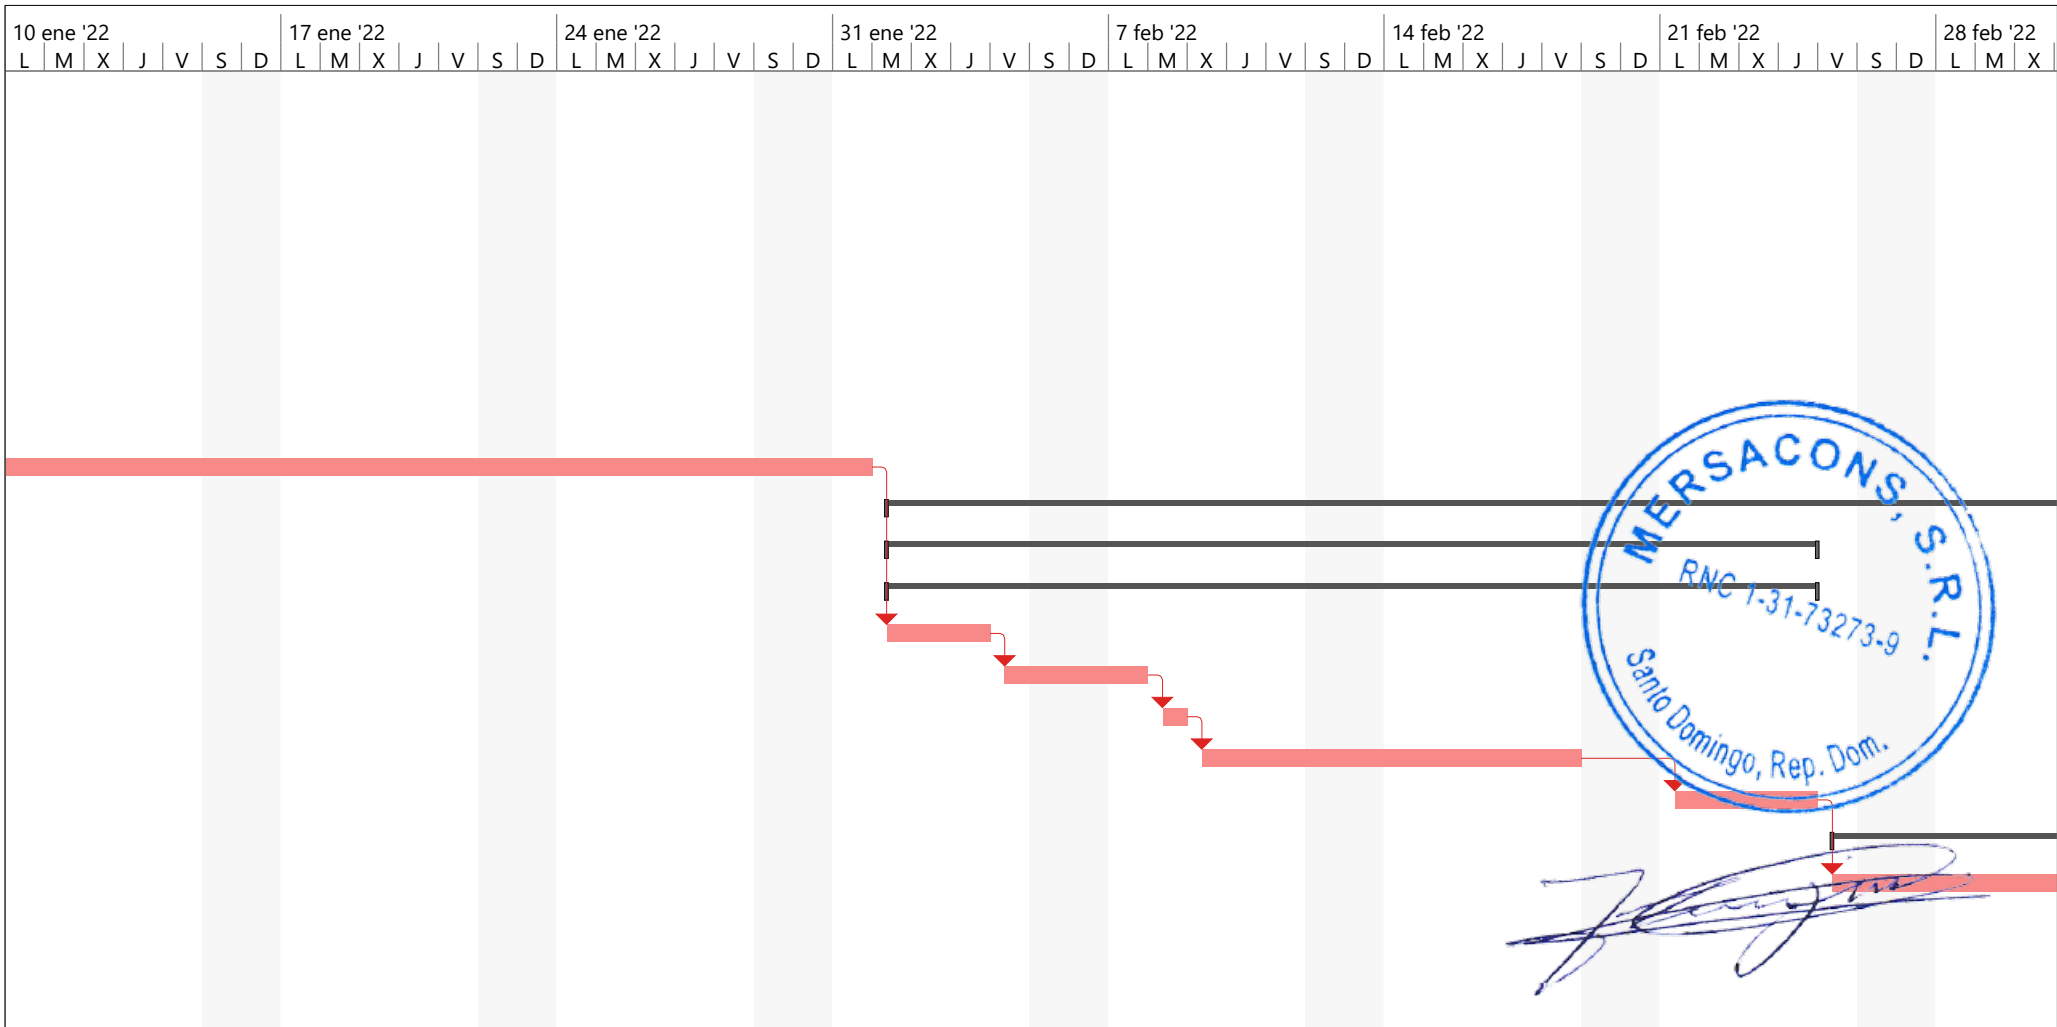 10 ene '22 17 ene '22 24 ene '22 31 ene '22 7 feb '22 14 feb '22 21 feb '22 28 feb '22
L M X J V S D L M X J V S D L M X J V S D L M X J V S D L M X J V S D L M X J V S D L M X J V S D L M X
MERSACONS, S.R.L.
RNC 1-31-73273-9
Santo Domingo, Rep. Dom.